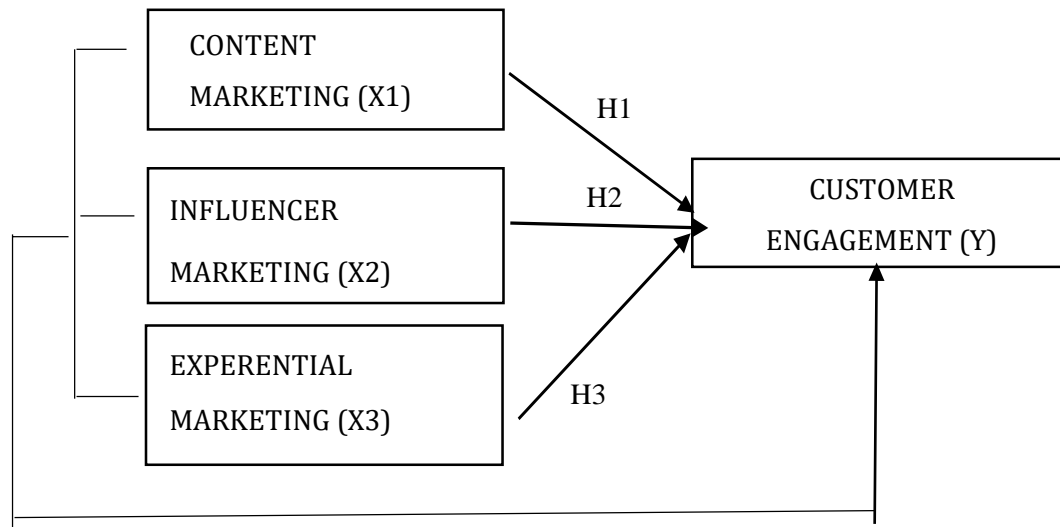 CONTENT
MARKETING (X1)
H1
INFLUENCER
MARKETING (X2)
H2
CUSTOMER
ENGAGEMENT (Y)
EXPERENTIAL
MARKETING (X3)
H3